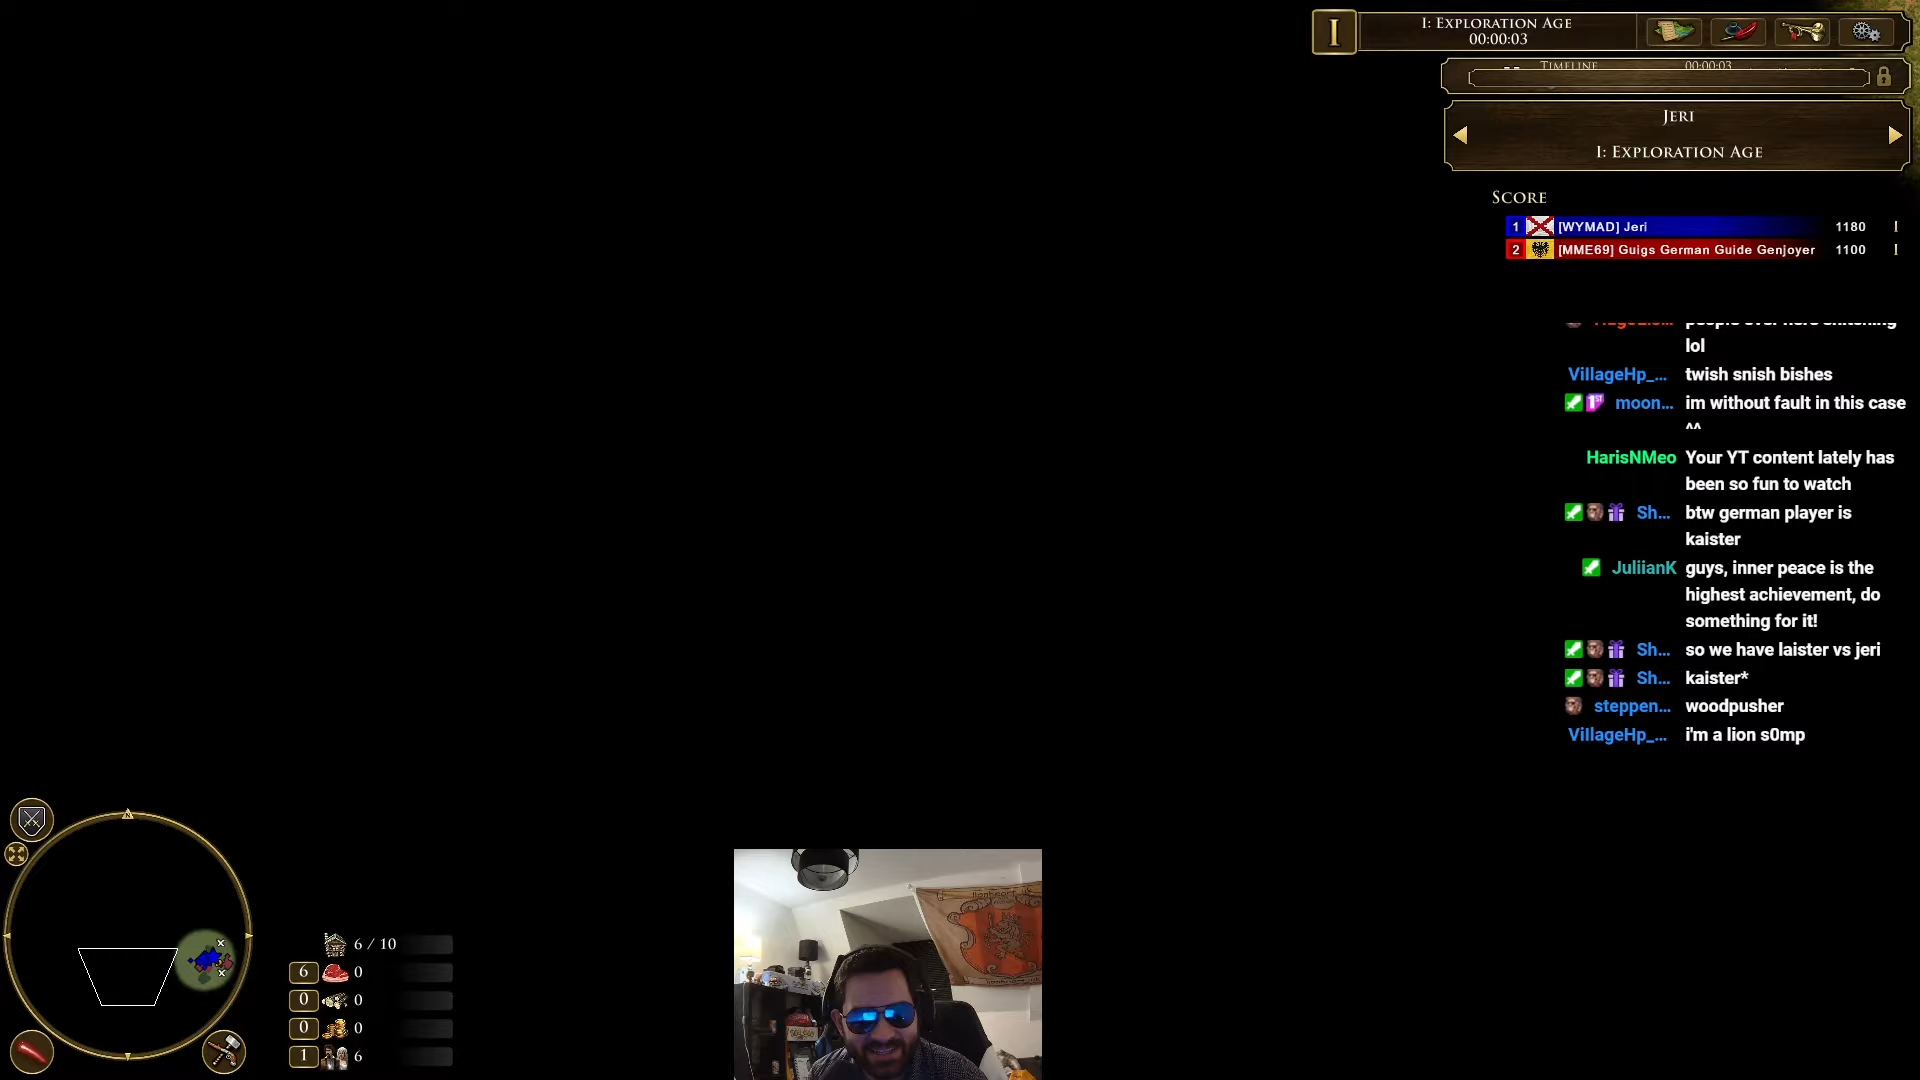 I
I: Exploration Age
00:00:03
Timeline 00:00:03
Jeri
I: Exploration Age
Score
1 [WYMAD] Jeri 1180 I
2 [MME69] Guigs German Guide Genjoyer 1100 I
lol
VillageHp_... twish snish bishes
moon... im without fault in this case
^^
HarisNMeo Your YT content lately has
been so fun to watch
Sh... btw german player is
kaister
JuliianK guys, inner peace is the
highest achievement, do
something for it!
Sh... so we have laister vs jeri
Sh... kaister*
steppen... woodpusher
VillageHp_... i'm a lion s0mp
N
6 / 10
6 0
0 0
0 0
1 6